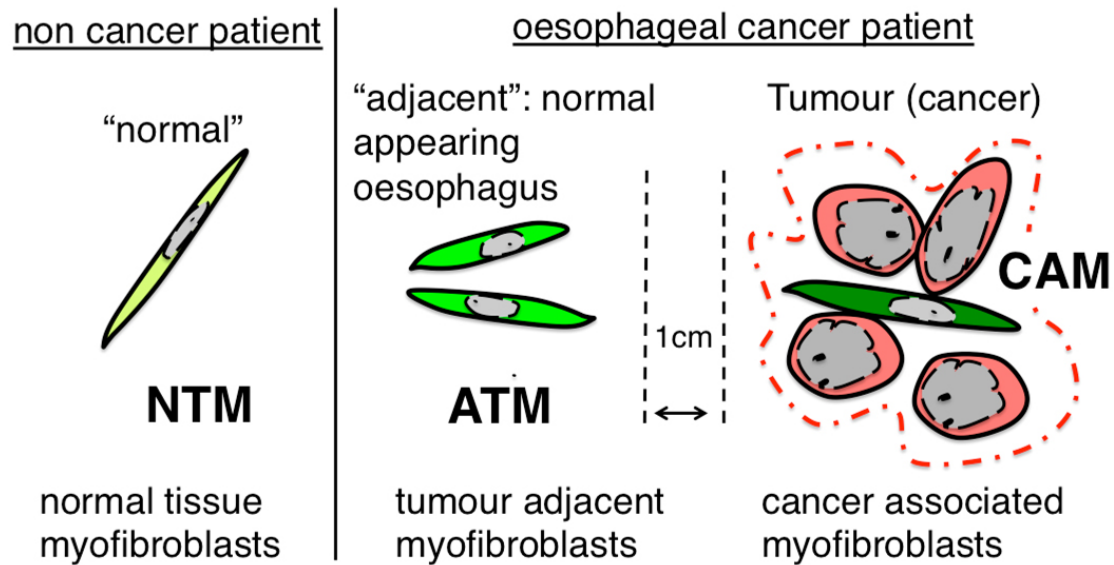 non cancer patient
oesophageal cancer patient
“normal”
“adjacent”: normal
appearing
oesophagus
Tumour (cancer)
1cm
NTM
ATM
CAM
normal tissue
myofibroblasts
tumour adjacent
myofibroblasts
cancer associated
myofibroblasts